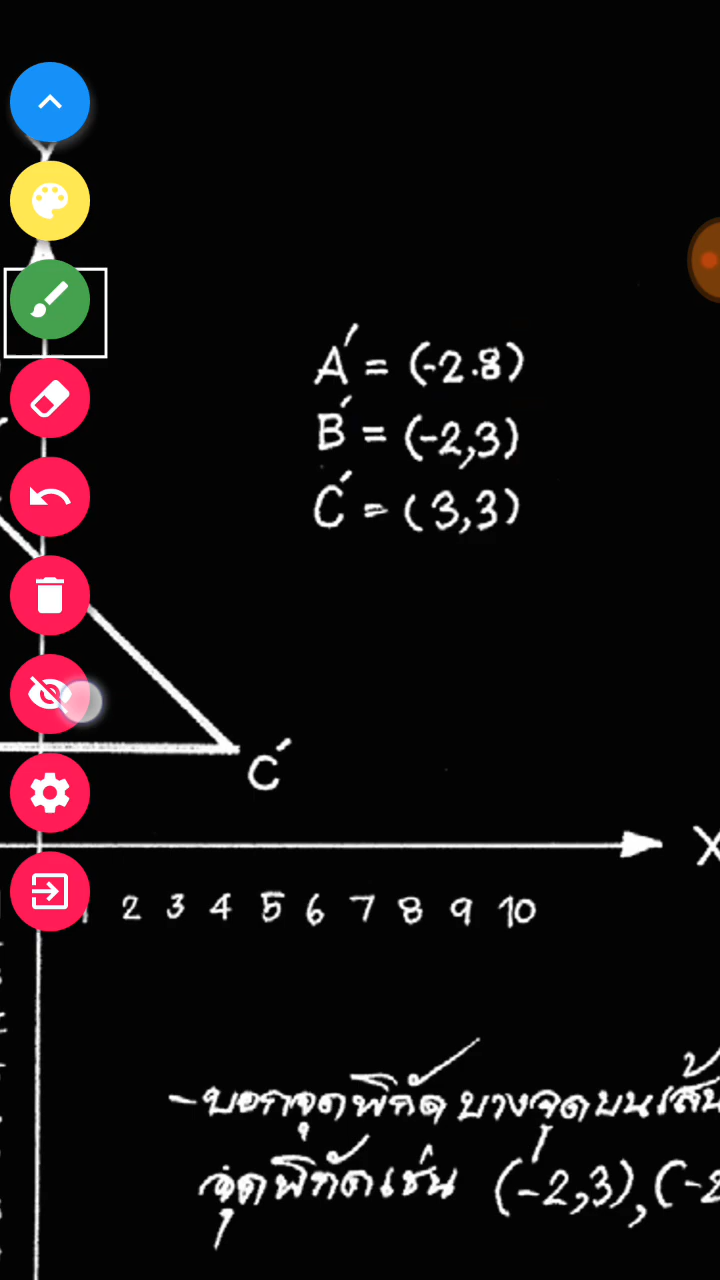 A′ = (-2.8)
B′ = (-2,3)
C′ = (3,3)
C′
X
1 2 3 4 5 6 7 8 9 10
-บอกจุดพิกัด บางจุดบนเส้น
จุดพิกัดเช่น (-2,3),(-2